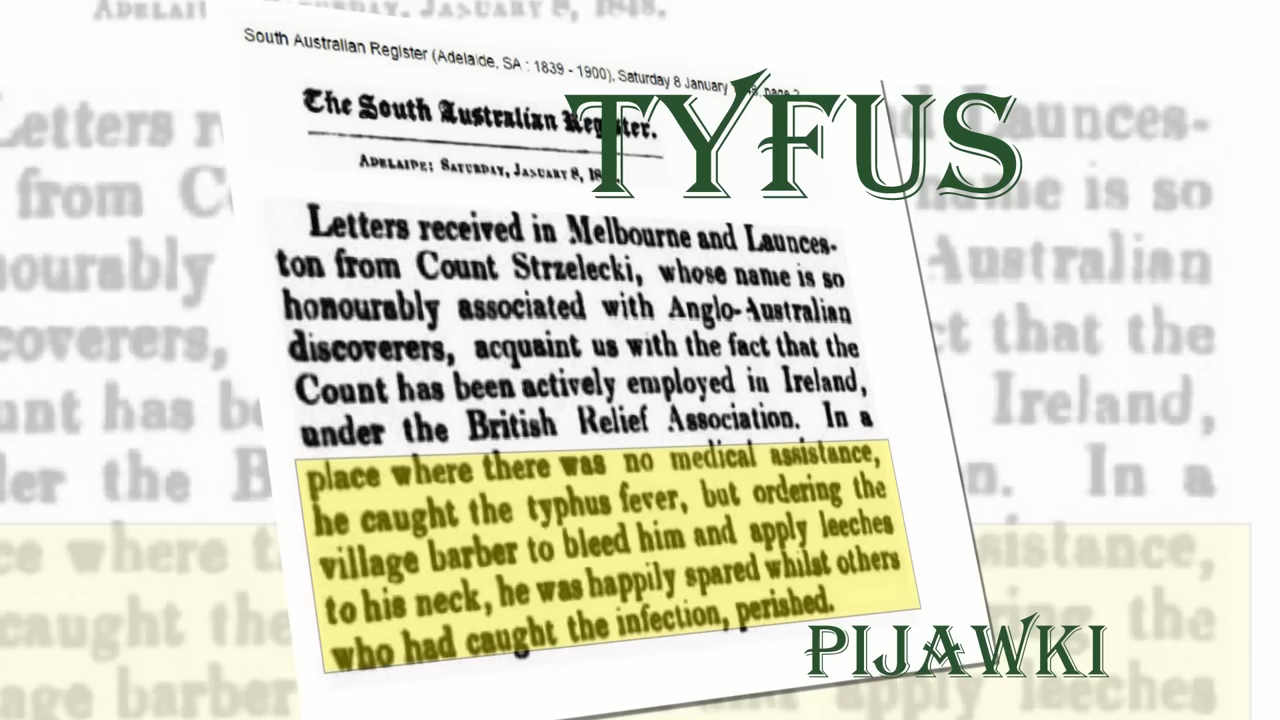 South Australian Register (Adelaide, SA : 1839 - 1900), Saturday 8 January page 2
TYFUS
The South Australian Register.
ADELAIDE: SATURDAY, JANUARY 8,
Letters received in Melbourne and Launces-
ton from Count Strzelecki, whose name is so
honourably associated with Anglo-Australian
discoverers, acquaint us with the fact that the
Count has been actively employed in Ireland,
under the British Relief Association. In a
place where there was no medical assistance,
he caught the typhus fever, but ordering the
village barber to bleed him and apply leeches
to his neck, he was happily spared whilst others
who had caught the infection, perished.
PIJAWKI